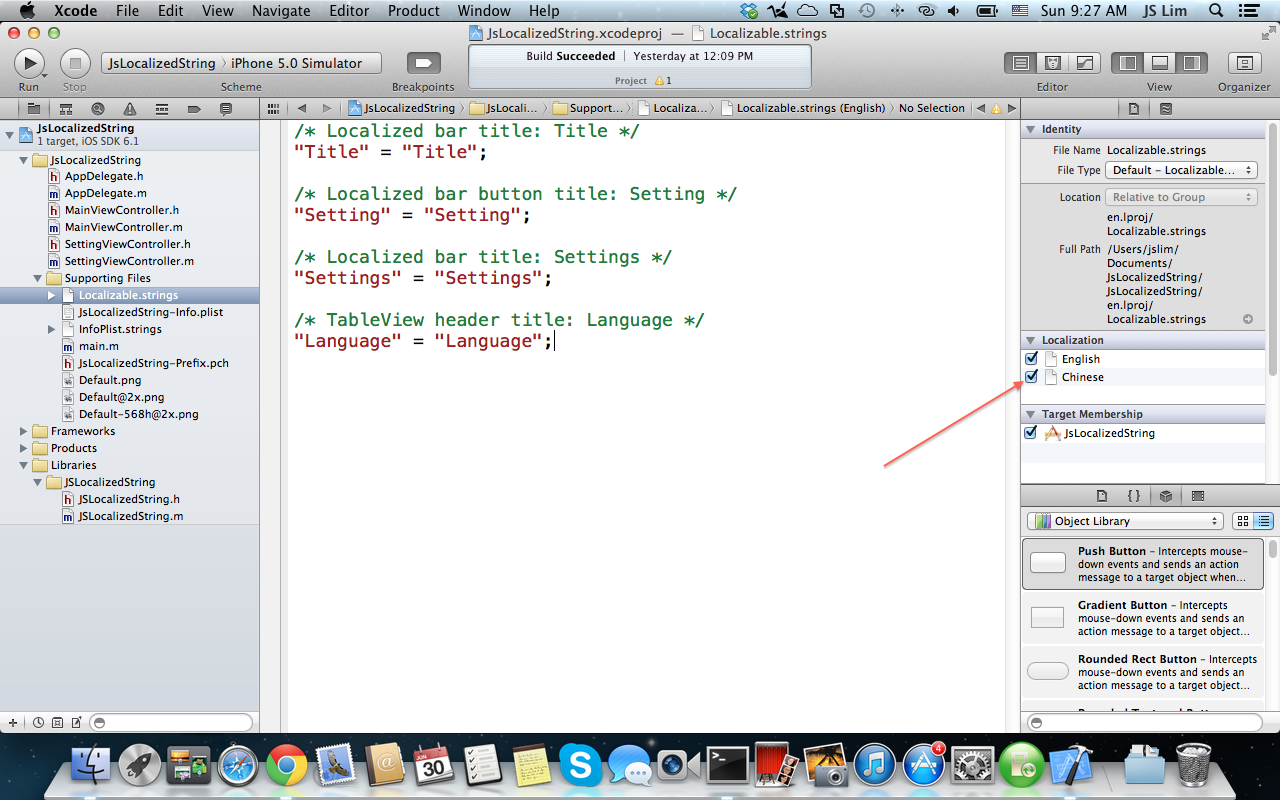 Xcode File Edit View Navigate Editor Product Window Help Sun 9:27 AM JS Lim
JsLocalizedString.xcodeproj — Localizable.strings
Run Stop
JsLocalizedString iPhone 5.0 Simulator
Scheme
Breakpoints
Build Succeeded | Yesterday at 12:09 PM
Project 1
Editor View Organizer
JsLocalizedString JsLocali... Support... Localiza... Localizable.strings (English) No Selection
JsLocalizedString
1 target, iOS SDK 6.1
JsLocalizedString
h AppDelegate.h
m AppDelegate.m
h MainViewController.h
m MainViewController.m
h SettingViewController.h
m SettingViewController.m
Supporting Files
Localizable.strings
JsLocalizedString-Info.plist
InfoPlist.strings
m main.m
h JsLocalizedString-Prefix.pch
Default.png
Default@2x.png
Default-568h@2x.png
Frameworks
Products
Libraries
JSLocalizedString
h JSLocalizedString.h
m JSLocalizedString.m
/* Localized bar title: Title */
"Title" = "Title";
/* Localized bar button title: Setting */
"Setting" = "Setting";
/* Localized bar title: Settings */
"Settings" = "Settings";
/* TableView header title: Language */
"Language" = "Language";
Identity
File Name Localizable.strings
File Type Default - Localizable...
Location Relative to Group
en.lproj/
Localizable.strings
Full Path /Users/jslim/
Documents/
JsLocalizedString/
JsLocalizedString/
en.lproj/
Localizable.strings
Localization
English
Chinese
Target Membership
JsLocalizedString
{ }
Object Library
Push Button - Intercepts mouse-
down events and sends an action
message to a target object when...
Gradient Button - Intercepts
mouse-down events and sends an
action message to a target object...
Rounded Rect Button - Intercepts
mouse-down events and sends an
action message to a target object...
JUN
30
S
>_
4